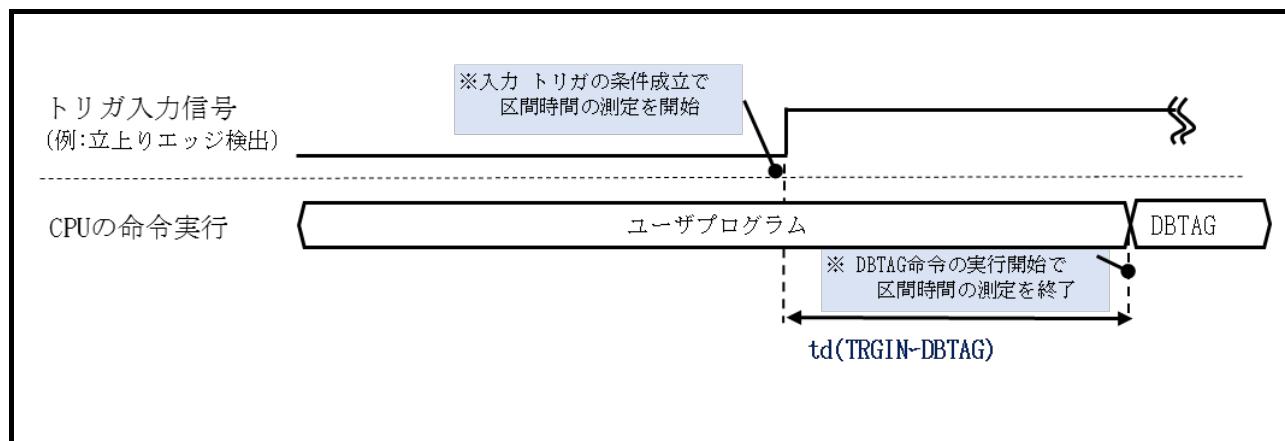 ※入力 トリガの条件成立で
区間時間の測定を開始
トリガ入力信号
(例:立上りエッジ検出)
CPUの命令実行
ユーザプログラム
DBTAG
※ DBTAG命令の実行開始で
区間時間の測定を終了
td(TRGIN-DBTAG)